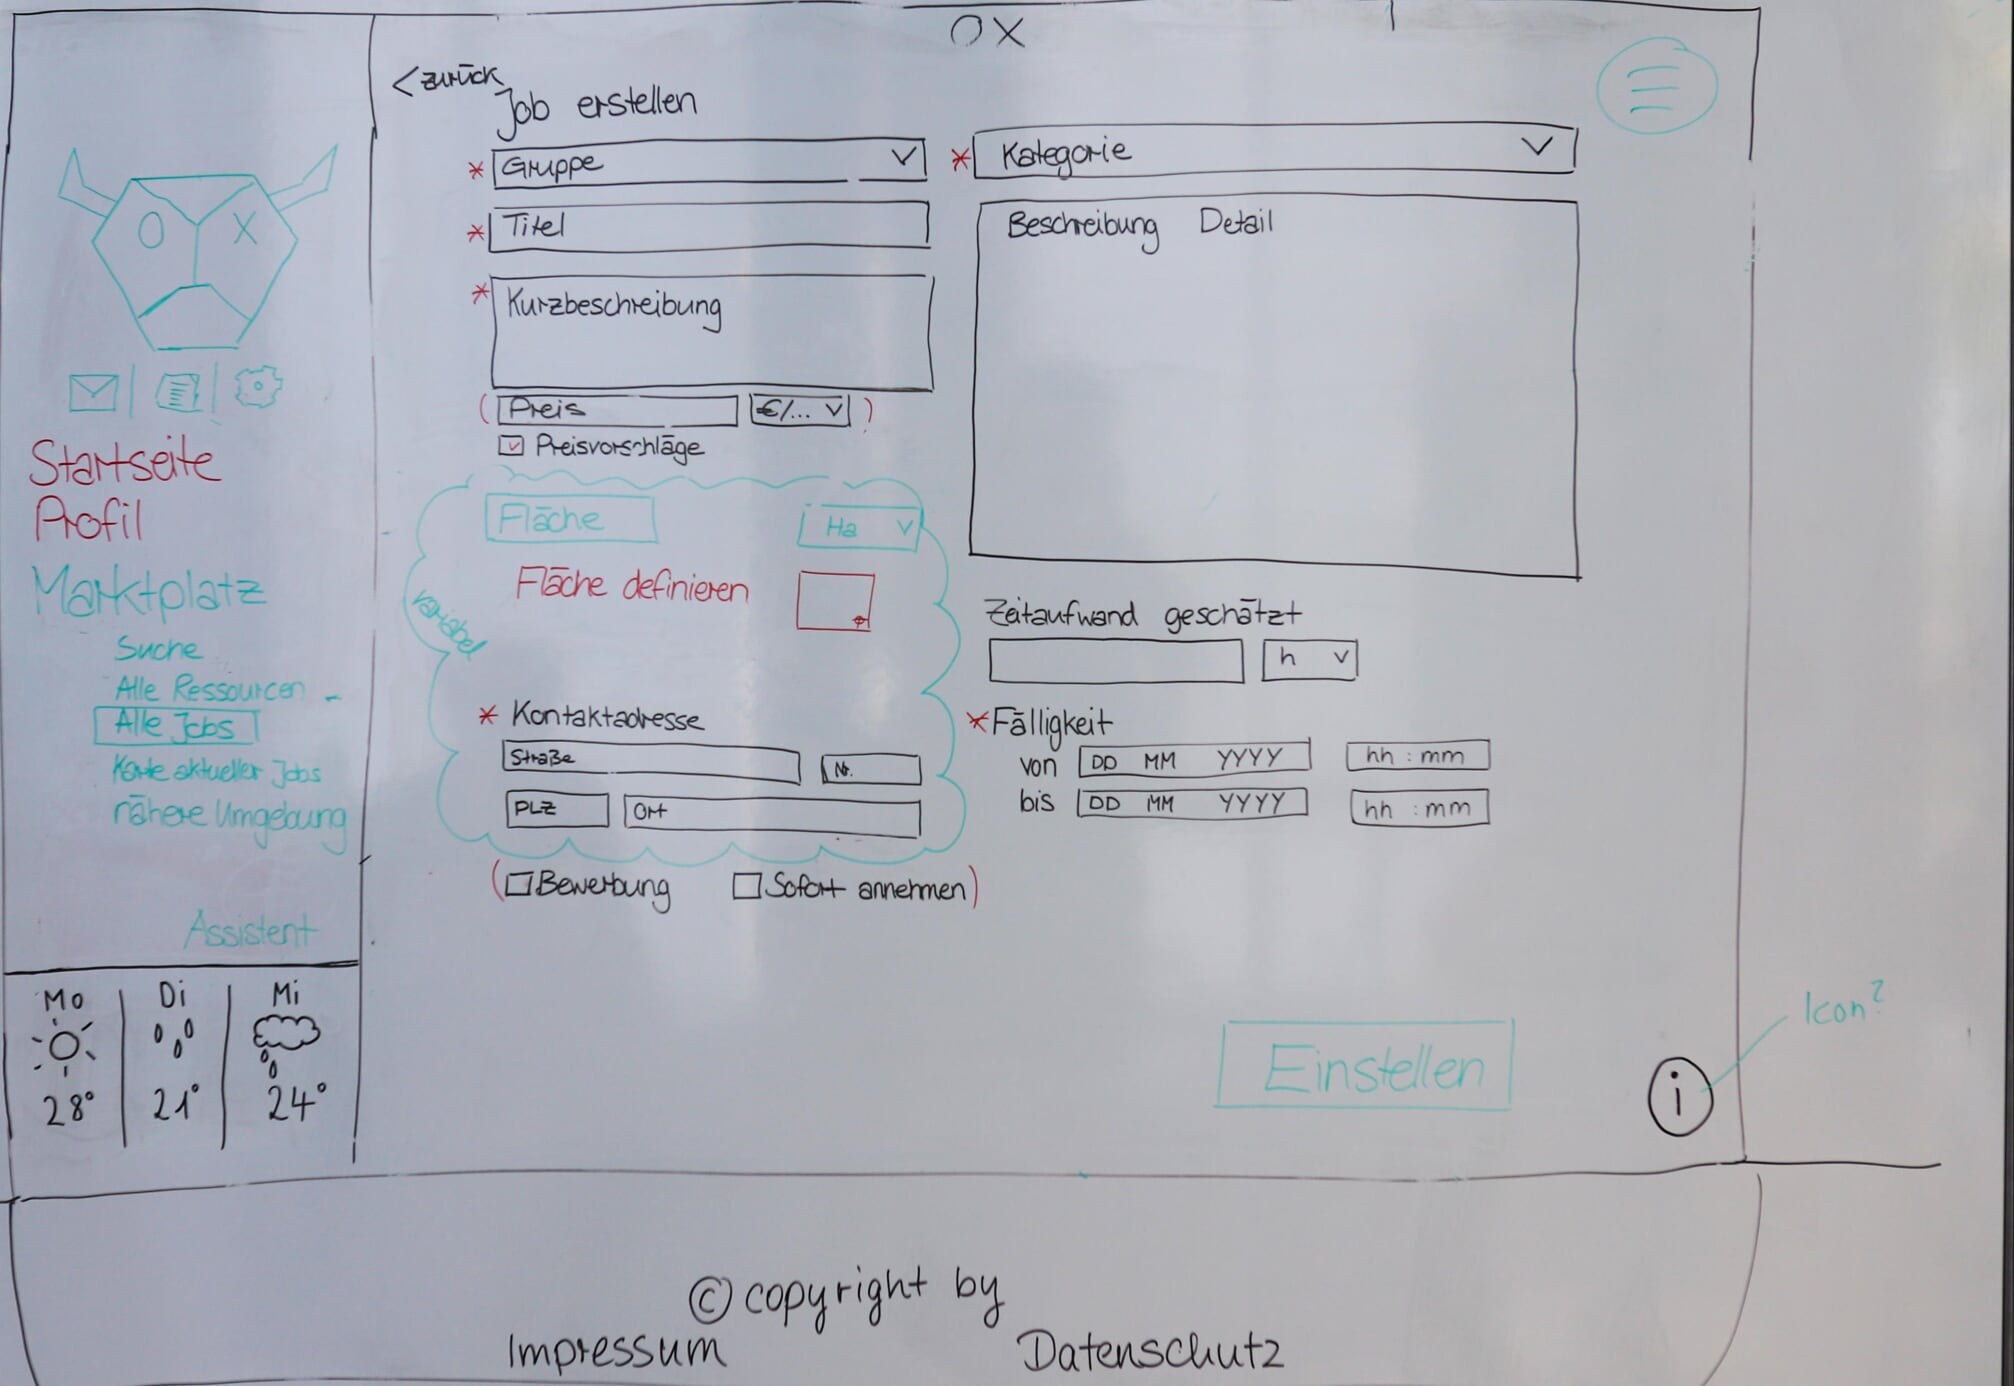 OX
< zurück
Job erstellen
* Gruppe
* Kategorie
* Titel
Beschreibung Detail
* Kurzbeschreibung
( Preis €/... )
Preisvorschläge
Fläche Ha
Fläche definieren
variabel
Zeitaufwand geschätzt
h
* Kontaktadresse
Straße Nr.
PLZ Ort
* Fälligkeit
von DD MM YYYY hh : mm
bis DD MM YYYY hh : mm
( Bewerbung Sofort annehmen )
Einstellen
Icon?
i
O X
Startseite
Profil
Marktplatz
Suche
Alle Ressourcen
Alle Jobs
Karte aktueller Jobs
nähere Umgebung
Assistent
Mo Di Mi
28° 21° 24°
© copyright by
Impressum Datenschutz